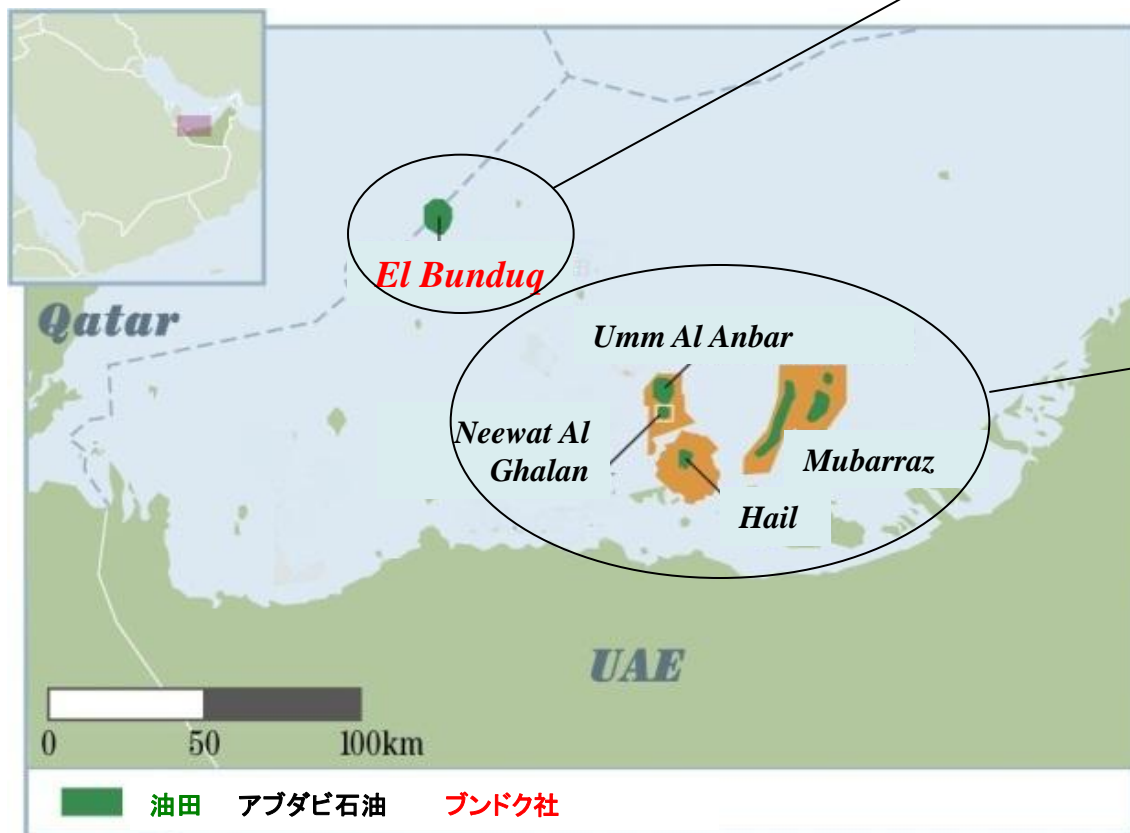 El Bunduq
Qatar
Umm Al Anbar
Neewat Al
Ghalan
Mubarraz
Hail
UAE
0 50 100km
油田 アブダビ石油 ブンドク社